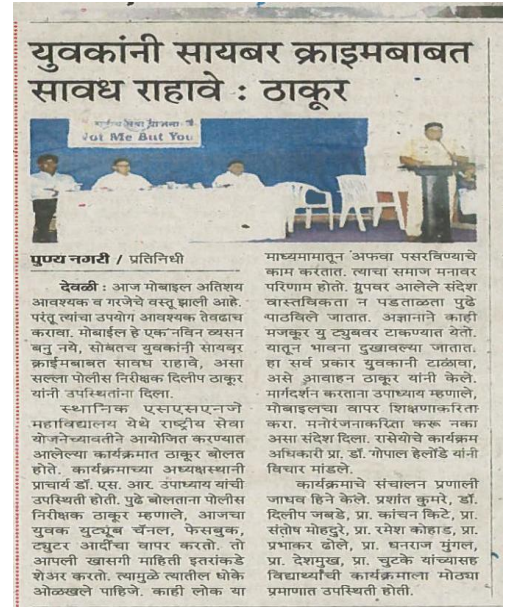 युवकांनी सायबर क्राइमबाबत
सावध राहावे : ठाकूर
Not Me But You
पुण्य नगरी / प्रतिनिधी
देवळी : आज मोबाइल अतिशय
आवश्यक व गरजेचे वस्तू झाली आहे.
परंतू त्यांचा उपयोग आवश्यक तेवढाच
करावा. मोबाईल हे एक नविन व्यसन
बनु नये, सोबतच युवकांनी सायबर
क्राईमबाबत सावध राहावे, असा
सल्ला पोलीस निरीक्षक दिलीप ठाकूर
यांनी उपस्थितांना दिला.
स्थानिक एसएसएनजे
महाविद्यालय येथे राष्ट्रीय सेवा
योजनेच्यावतीने आयोजित करण्यात
आलेल्या कार्यक्रमात ठाकूर बोलत
होते. कार्यक्रमाच्या अध्यक्षस्थानी
प्राचार्य डॉ. एस. आर. उपाध्याय यांची
उपस्थिती होती. पुढे बोलताना पोलीस
निरीक्षक ठाकूर म्हणाले, आजचा
युवक युट्यूब चॅनल, फेसबुक,
ट्युटर आदींचा वापर करतो. तो
आपली खासगी माहिती इतरांकडे
शेअर करतो. त्यामुळे त्यातील धोके
ओळखले पाहिजे. काही लोक या
माध्यमामातून अफवा पसरविण्याचे
काम करतात. त्याचा समाज मनावर
परिणाम होतो. ग्रुपवर आलेले संदेश
वास्तविकता न पडताळता पुढे
पाठविले जातात. अज्ञानाने काही
मजकूर यु ट्युबवर टाकण्यात येतो.
यातून भावना दुखावल्या जातात.
हा सर्व प्रकार युवकानी टाळावा,
असे आवाहन ठाकूर यांनी केले.
मार्गदर्शन करताना उपाध्याय म्हणाले,
मोबाइलचा वापर शिक्षणाकरिता
करा. मनोरंजनाकरिता करू नका
असा संदेश दिला. रासेयोचे कार्यक्रम
अधिकारी प्रा. डॉ. गोपाल हेलोंडे यांनी
विचार मांडले.
कार्यक्रमाचे संचालन प्रणाली
जाधव हिने केले. प्रशांत कुमरे, डॉ.
दिलीप जबडे, प्रा. कांचन किटे, प्रा.
संतोष मोहदुरे, प्रा. रमेश कोहाड, प्रा.
प्रभाकर ढोले, प्रा. धनराज मुंगल,
प्रा. देशमुख, प्रा. चुटके यांच्यासह
विद्यार्थ्यांची कार्यक्रमाला मोठ्या
प्रमाणात उपस्थिती होती.